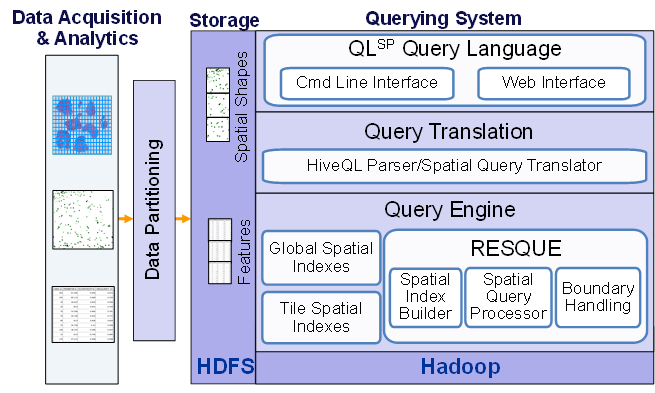 Data Acquisition
& Analytics
Storage
Querying System
Data Partitioning
Spatial Shapes
Features
HDFS
QLSP Query Language
Cmd Line Interface
Web Interface
Query Translation
HiveQL Parser/Spatial Query Translator
Query Engine
Global Spatial
Indexes
Tile Spatial
Indexes
RESQUE
Spatial
Index
Builder
Spatial
Query
Processor
Boundary
Handling
Hadoop